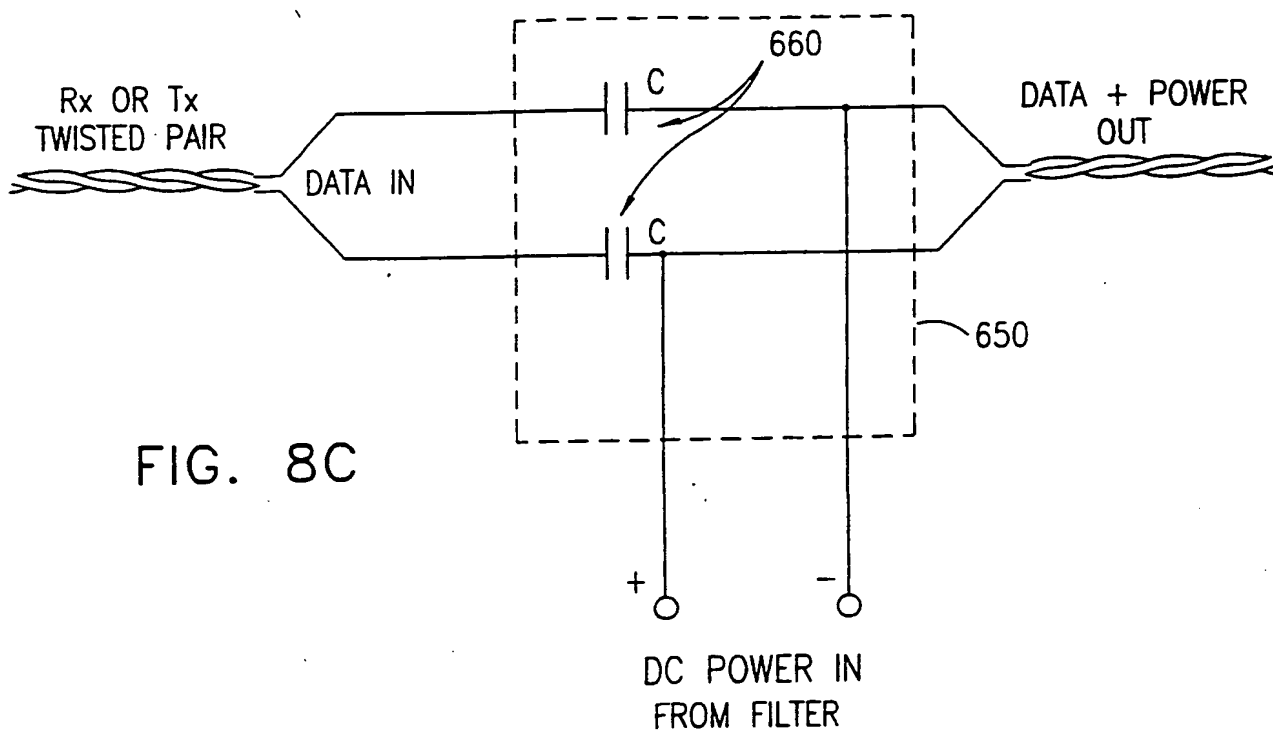 660
C
Rx OR Tx
TWISTED PAIR
DATA + POWER
OUT
DATA IN
C
650
FIG. 8C
+
-
DC POWER IN
FROM FILTER